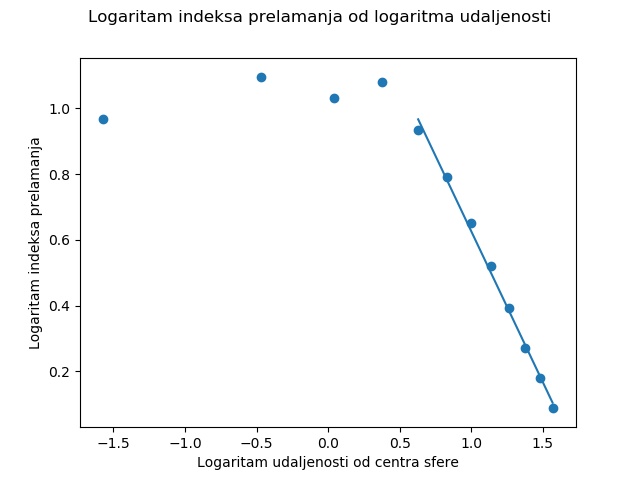 Logaritam indeksa prelamanja od logaritma udaljenosti
1.0
0.8
0.6
0.4
0.2
Logaritam indeksa prelamanja
−1.5 −1.0 −0.5 0.0 0.5 1.0 1.5
Logaritam udaljenosti od centra sfere